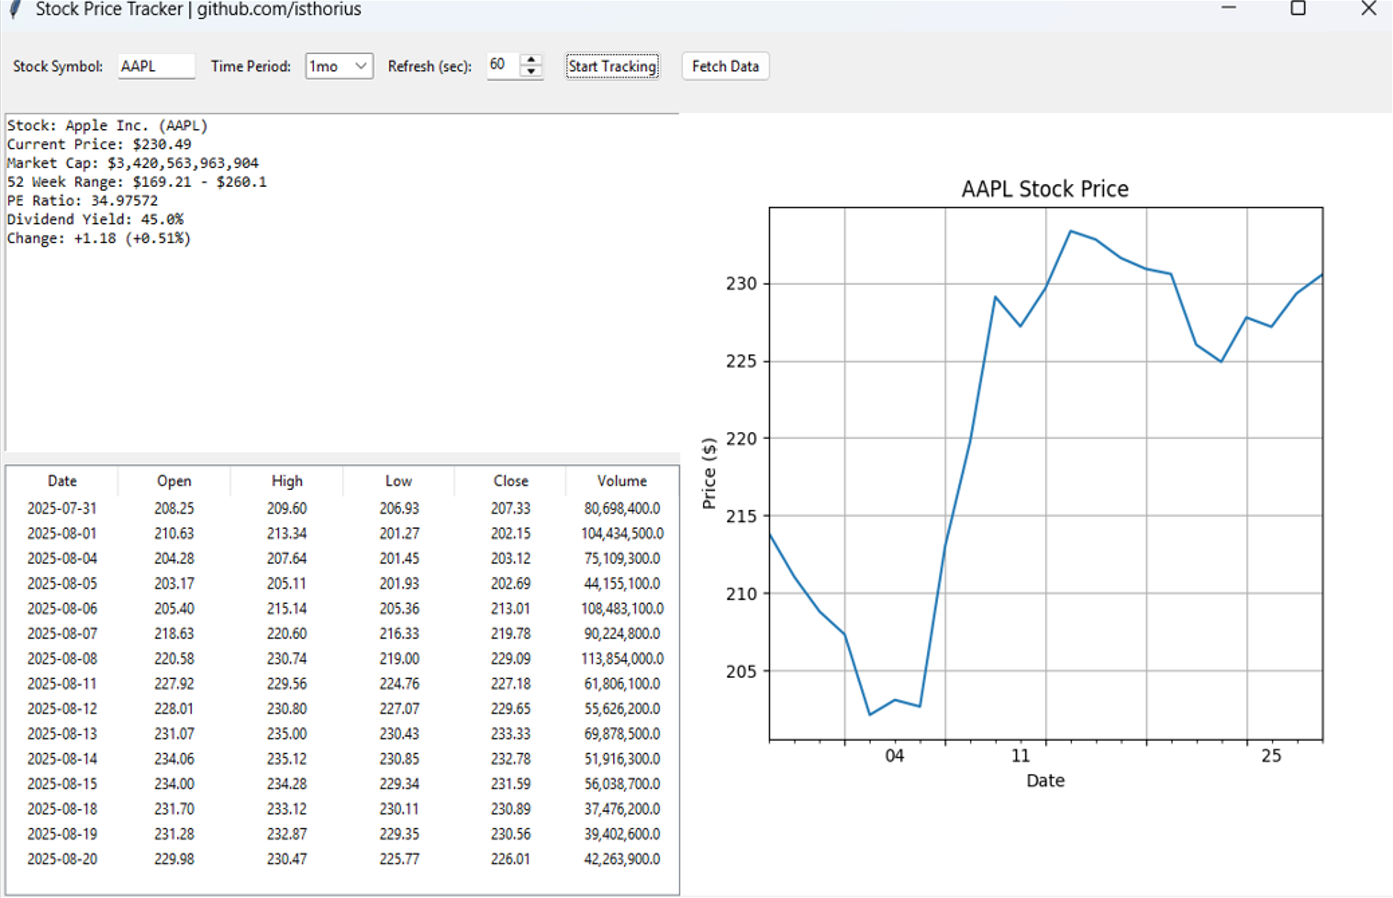 Stock Price Tracker | github.com/isthorius
Stock Symbol: AAPL Time Period: 1mo Refresh (sec): 60 Start Tracking Fetch Data
Stock: Apple Inc. (AAPL)
Current Price: $230.49
Market Cap: $3,420,563,963,904
52 Week Range: $169.21 - $260.1
PE Ratio: 34.97572
Dividend Yield: 45.0%
Change: +1.18 (+0.51%)
Date Open High Low Close Volume
2025-07-31 208.25 209.60 206.93 207.33 80,698,400.0
2025-08-01 210.63 213.34 201.27 202.15 104,434,500.0
2025-08-04 204.28 207.64 201.45 203.12 75,109,300.0
2025-08-05 203.17 205.11 201.93 202.69 44,155,100.0
2025-08-06 205.40 215.14 205.36 213.01 108,483,100.0
2025-08-07 218.63 220.60 216.33 219.78 90,224,800.0
2025-08-08 220.58 230.74 219.00 229.09 113,854,000.0
2025-08-11 227.92 229.56 224.76 227.18 61,806,100.0
2025-08-12 228.01 230.80 227.07 229.65 55,626,200.0
2025-08-13 231.07 235.00 230.43 233.33 69,878,500.0
2025-08-14 234.06 235.12 230.85 232.78 51,916,300.0
2025-08-15 234.00 234.28 229.34 231.59 56,038,700.0
2025-08-18 231.70 233.12 230.11 230.89 37,476,200.0
2025-08-19 231.28 232.87 229.35 230.56 39,402,600.0
2025-08-20 229.98 230.47 225.77 226.01 42,263,900.0
AAPL Stock Price
Price ($)
230
225
220
215
210
205
04 11 25
Date